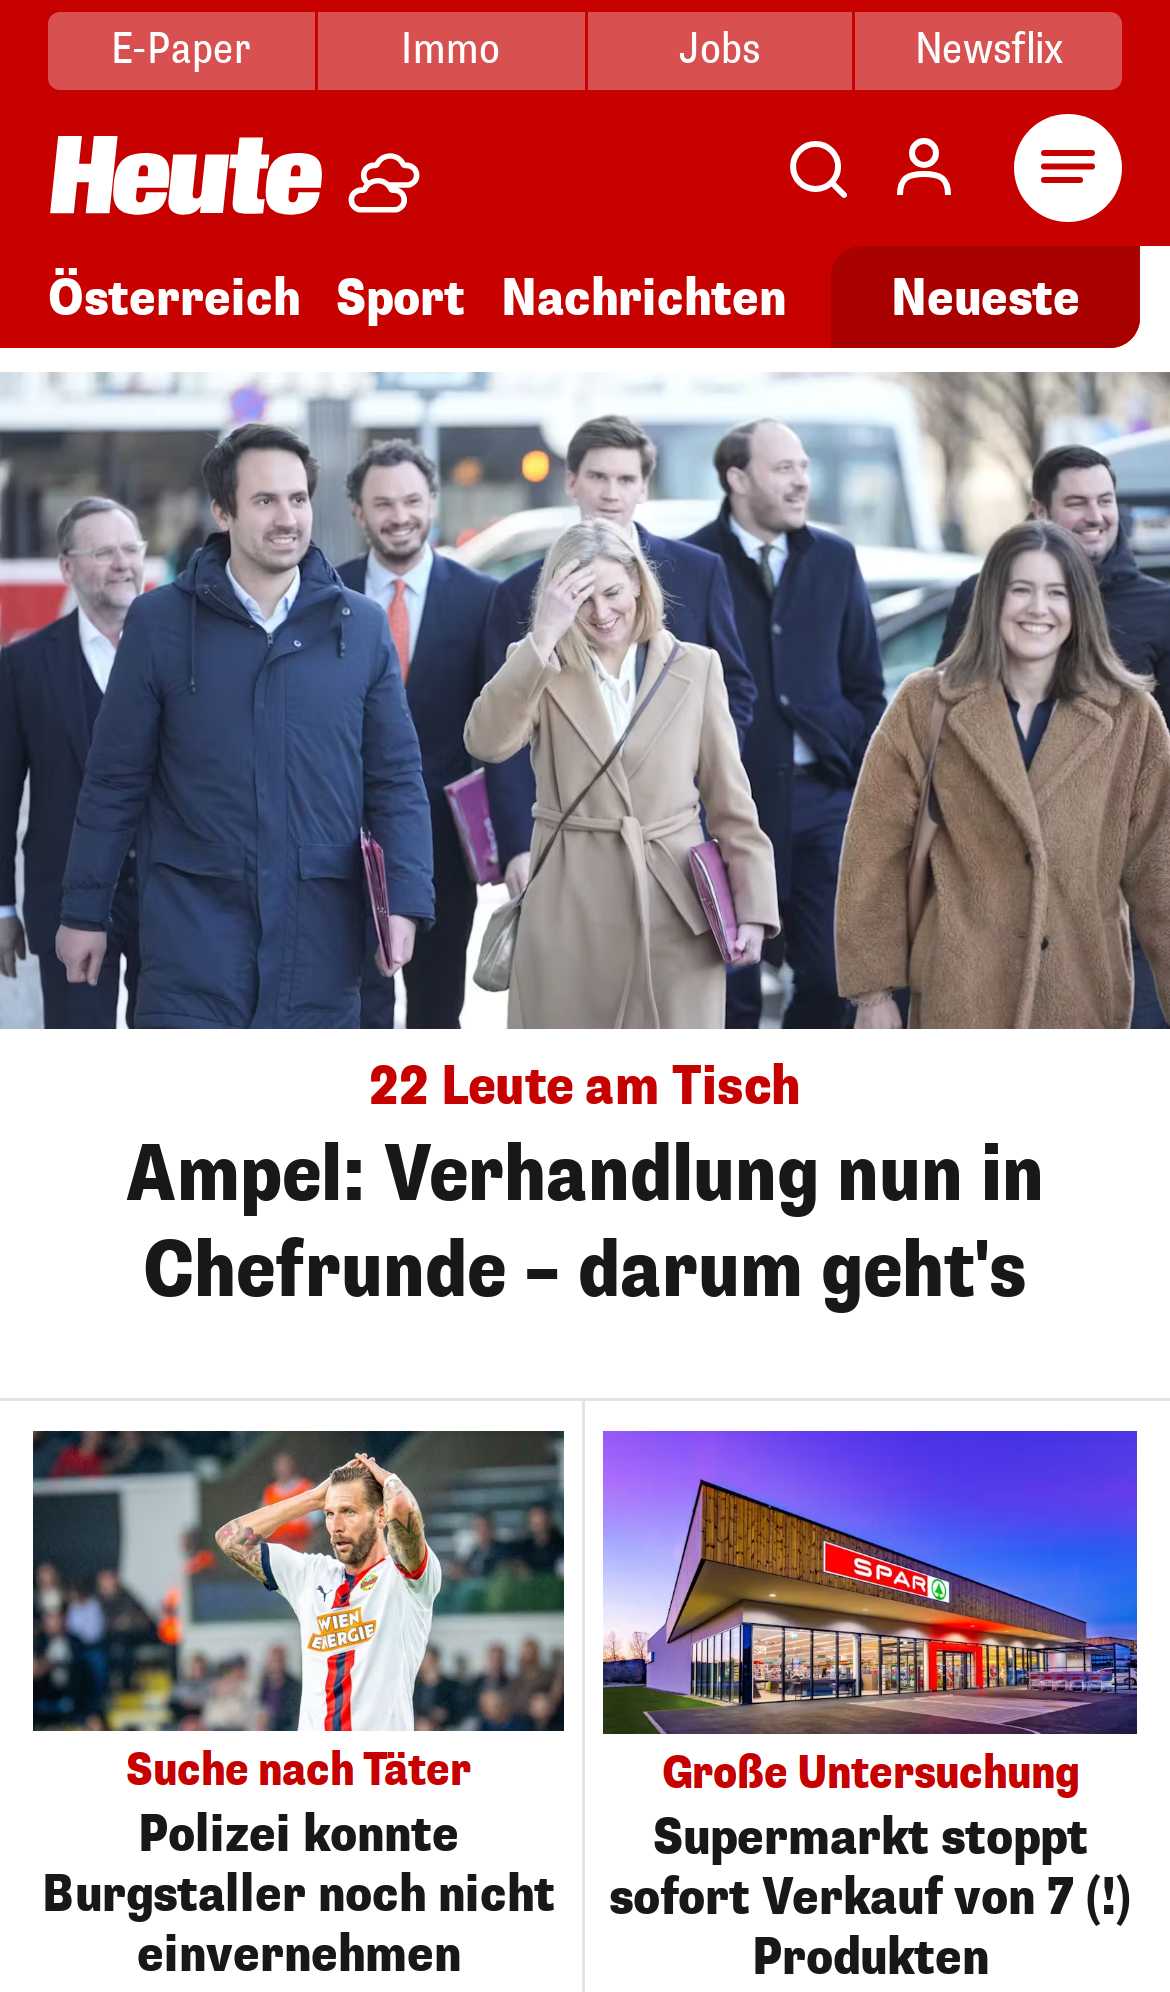 E-Paper
Immo
Jobs
Newsflix
Heute
Österreich
Sport
Nachrichten
Neueste
22 Leute am Tisch
Ampel: Verhandlung nun in
Chefrunde – darum geht's
WIEN
ENERGIE
Suche nach Täter
Polizei konnte
Burgstaller noch nicht
einvernehmen
SPAR
Große Untersuchung
Supermarkt stoppt
sofort Verkauf von 7 (!)
Produkten